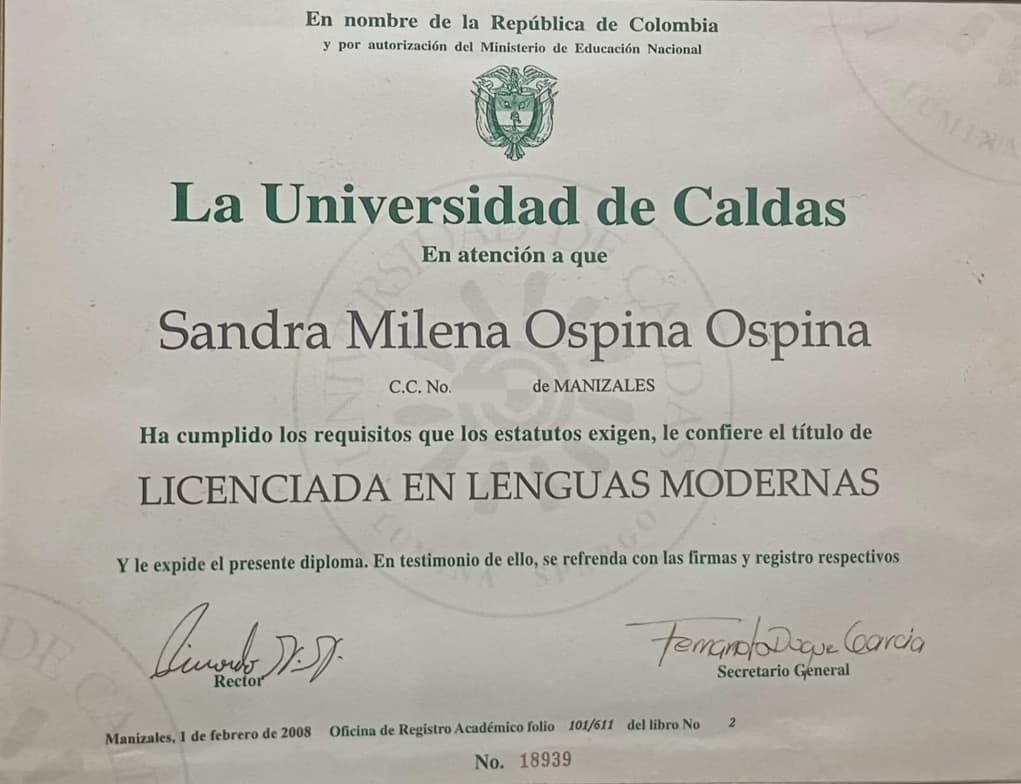 En nombre de la República de Colombia
y por autorización del Ministerio de Educación Nacional
La Universidad de Caldas
En atención a que
Sandra Milena Ospina Ospina
C.C. No. de MANIZALES
Ha cumplido los requisitos que los estatutos exigen, le confiere el título de
LICENCIADA EN LENGUAS MODERNAS
Y le expide el presente diploma. En testimonio de ello, se refrenda con las firmas y registro respectivos
Fernando Duque García
Rector
Secretario General
Manizales, 1 de febrero de 2008 Oficina de Registro Académico folio 101/611 del libro No 2
No. 18939